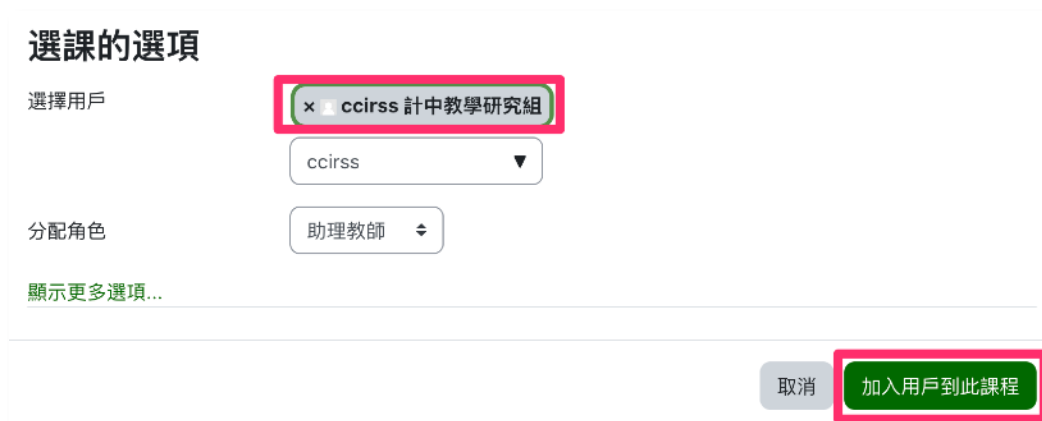 選課的選項
選擇用戶
× ccirss 計中教學研究組
ccirss ▼
分配角色
助理教師
顯示更多選項...
取消
加入用戶到此課程